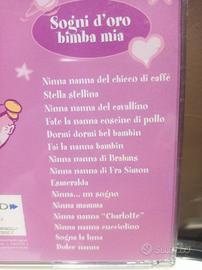 Sogni d'oro
bimba mia
Ninna nanna del chicco di caffè
Stella stellina
Ninna nanna del cavallino
Fate la nanna coscine di pollo
Dormi dormi bel bambin
Fai la nanna bambin
Ninna nanna di Brahms
Ninna nanna di Fra Simon
Esmeralda
Ninna... un sogno
Ninna mamma
Ninna nanna "Charlotte"
Ninna nanna cucciolino
Sogna la luna
Dolce nanna
subito